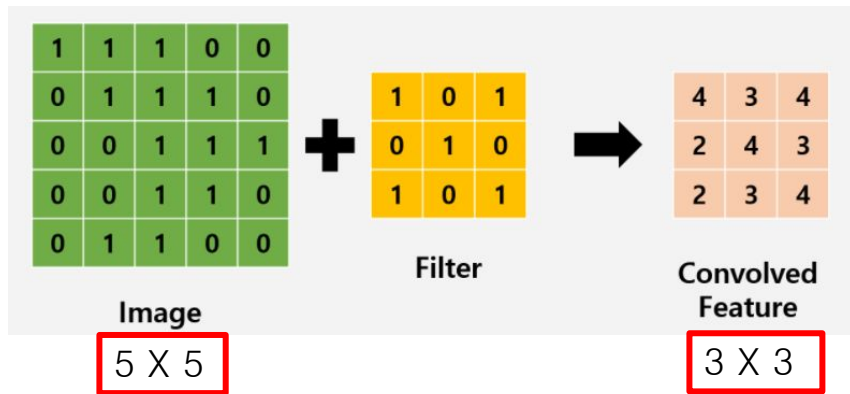 1 1 1 0 0
0 1 1 1 0
0 0 1 1 1
0 0 1 1 0
0 1 1 0 0
Image
5 X 5
1 0 1
0 1 0
1 0 1
Filter
4 3 4
2 4 3
2 3 4
Convolved
Feature
3 X 3